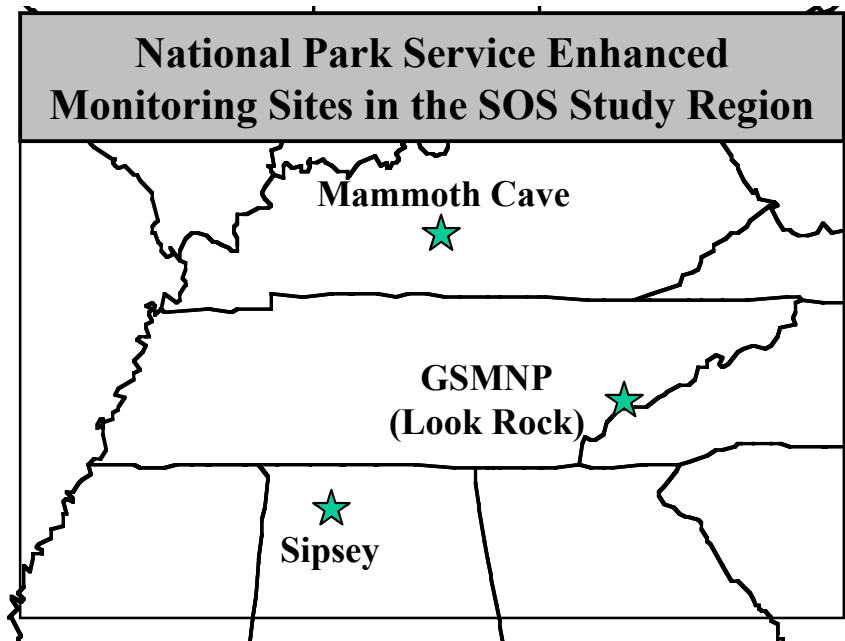 National Park Service Enhanced
Monitoring Sites in the SOS Study Region
Mammoth Cave
GSMNP
(Look Rock)
Sipsey